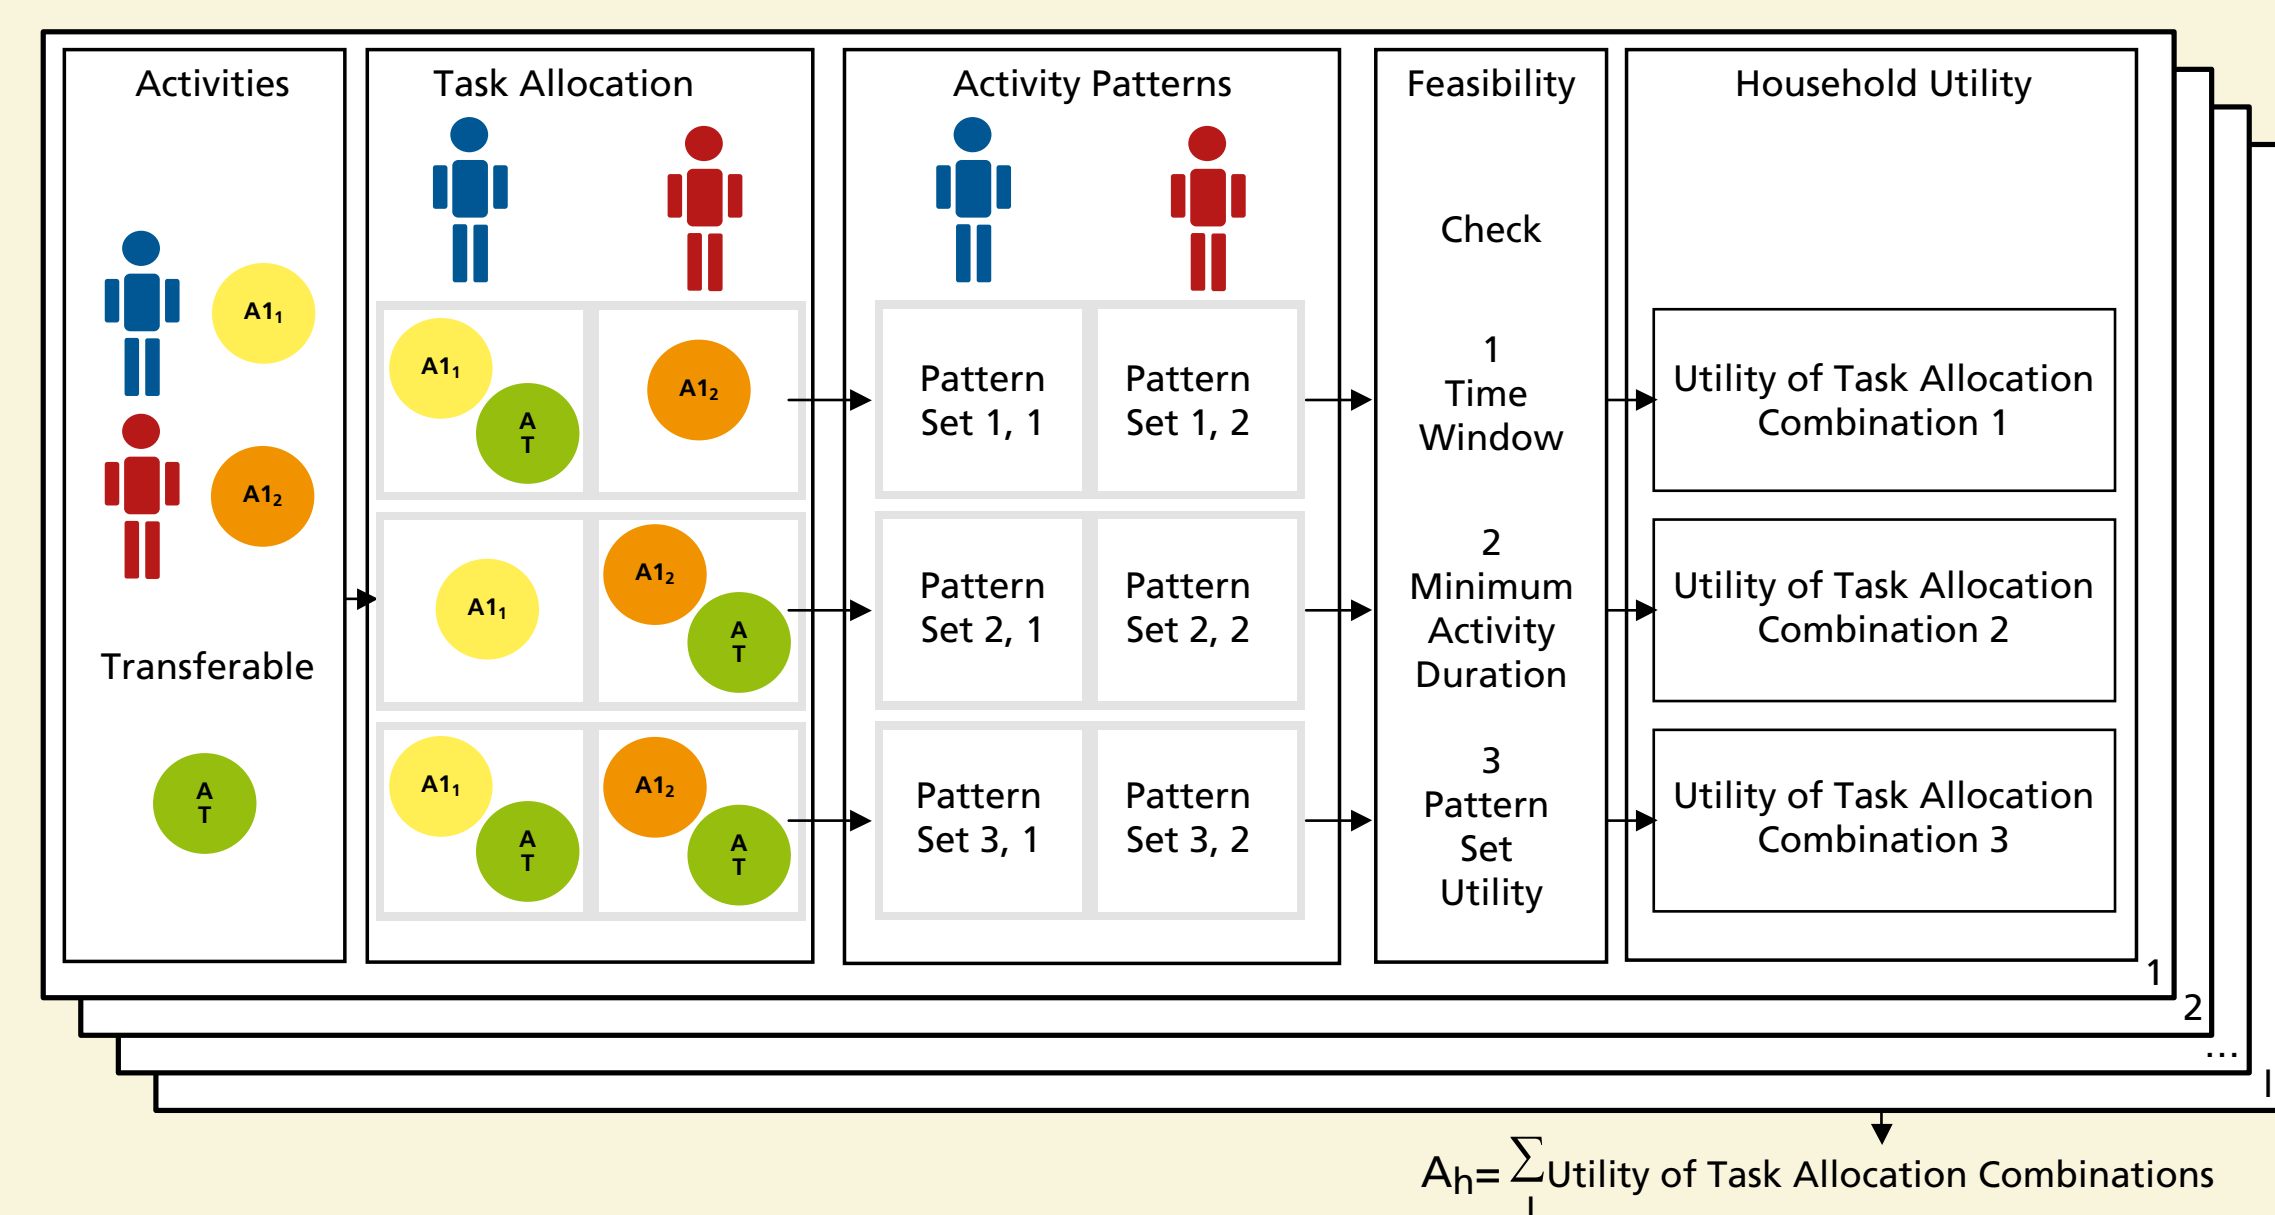 Activities
A1₁
A1₂
Transferable
A
T
Task Allocation
A1₁
A
T
A1₂
A1₁
A1₂
A
T
A1₁
A
T
A1₂
A
T
Activity Patterns
Pattern
Set 1, 1
Pattern
Set 1, 2
Pattern
Set 2, 1
Pattern
Set 2, 2
Pattern
Set 3, 1
Pattern
Set 3, 2
Feasibility
Check
1
Time
Window
2
Minimum
Activity
Duration
3
Pattern
Set
Utility
Household Utility
Utility of Task Allocation
Combination 1
Utility of Task Allocation
Combination 2
Utility of Task Allocation
Combination 3
1
2
...
I
Aₕ= ∑Utility of Task Allocation Combinations
I